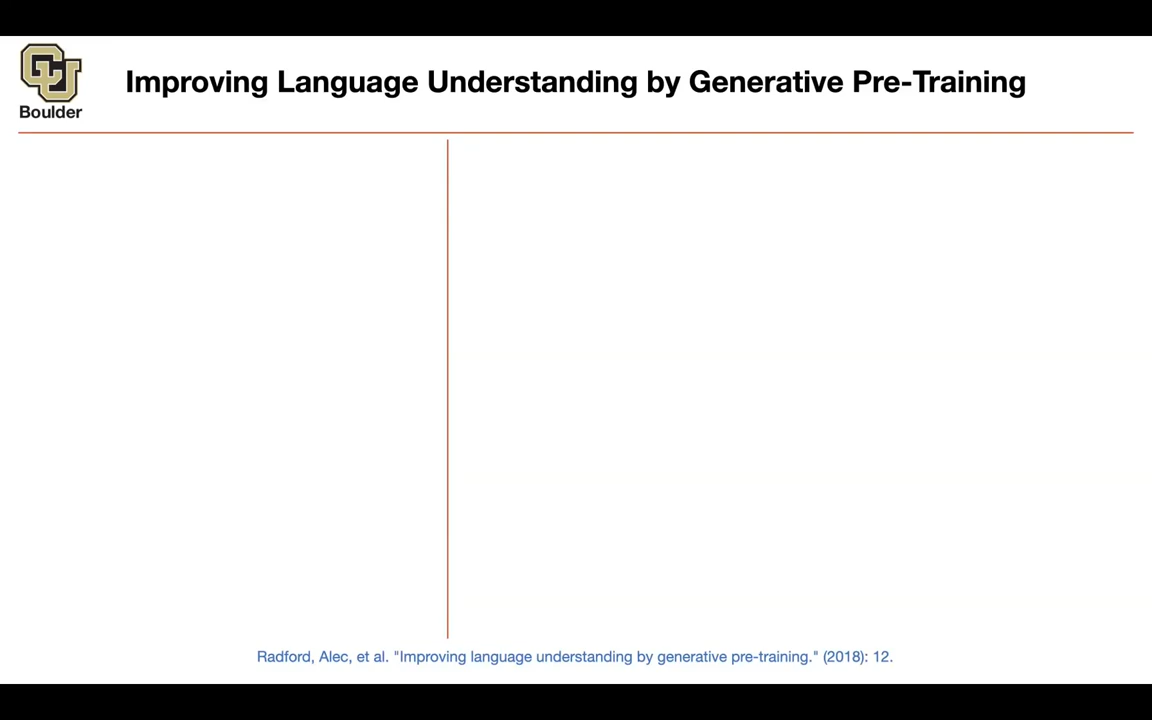 Improving Language Understanding by Generative Pre-Training
CU
Boulder
Radford, Alec, et al. "Improving language understanding by generative pre-training." (2018): 12.